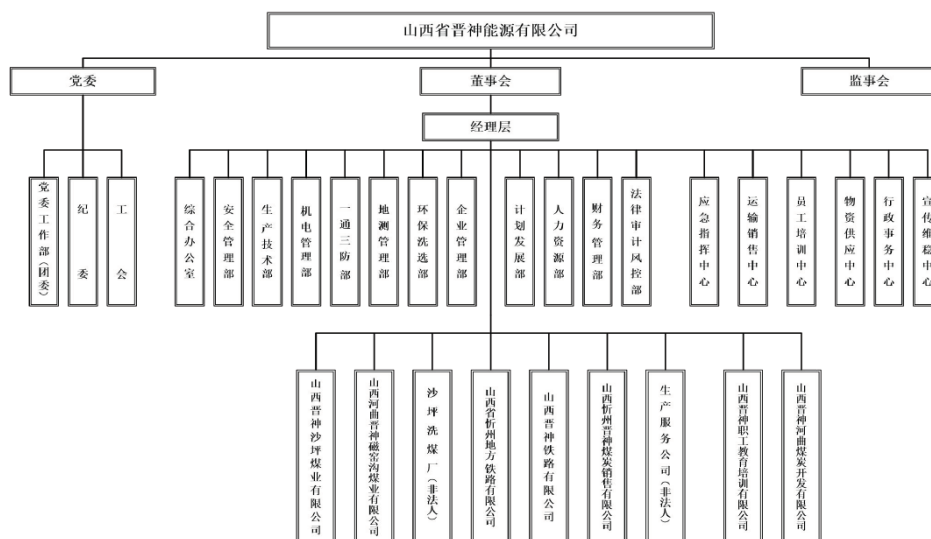 山西省晋神能源有限公司
党委
董事会
监事会
经理层
党委工作部（团委）
纪委
工会
综合办公室
安全管理部
生产技术部
机电管理部
一通三防部
地测管理部
环保洗选部
企业管理部
计划发展部
人力资源部
财务管理部
法律审计风控部
应急指挥中心
运输销售中心
员工培训中心
物资供应中心
行政事务中心
宣传维稳中心
山西晋神沙坪煤业有限公司
山西河曲晋神磁窑沟煤业有限公司
沙坪洗煤厂（非法人）
山西省忻州地方铁路有限公司
山西晋神铁路有限公司
山西忻州晋神煤炭销售有限公司
生产服务公司（非法人）
山西晋神职工教育培训有限公司
山西晋神河曲煤炭开发有限公司